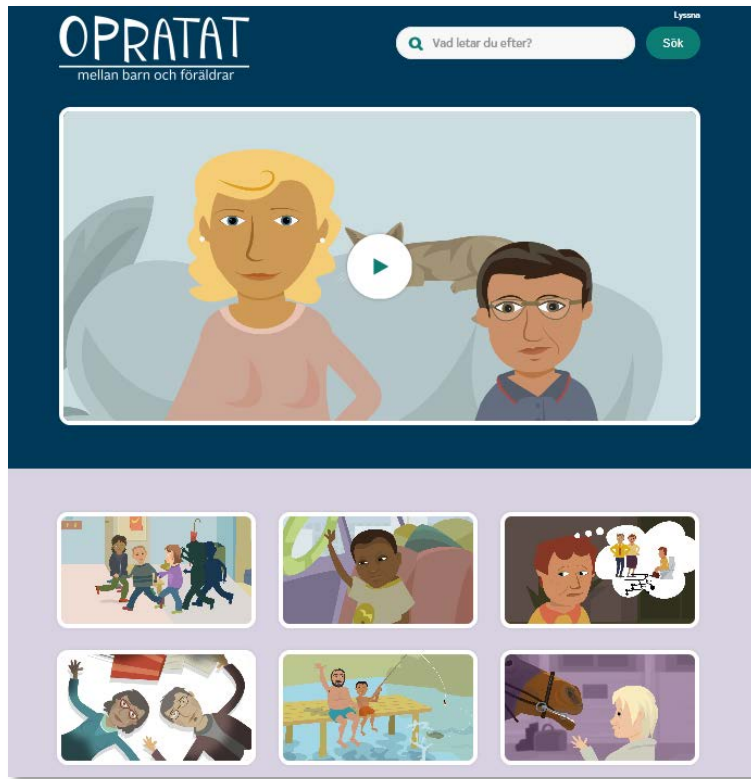 Lyssna
OPRATAT
mellan barn och föräldrar
Vad letar du efter?
Sök